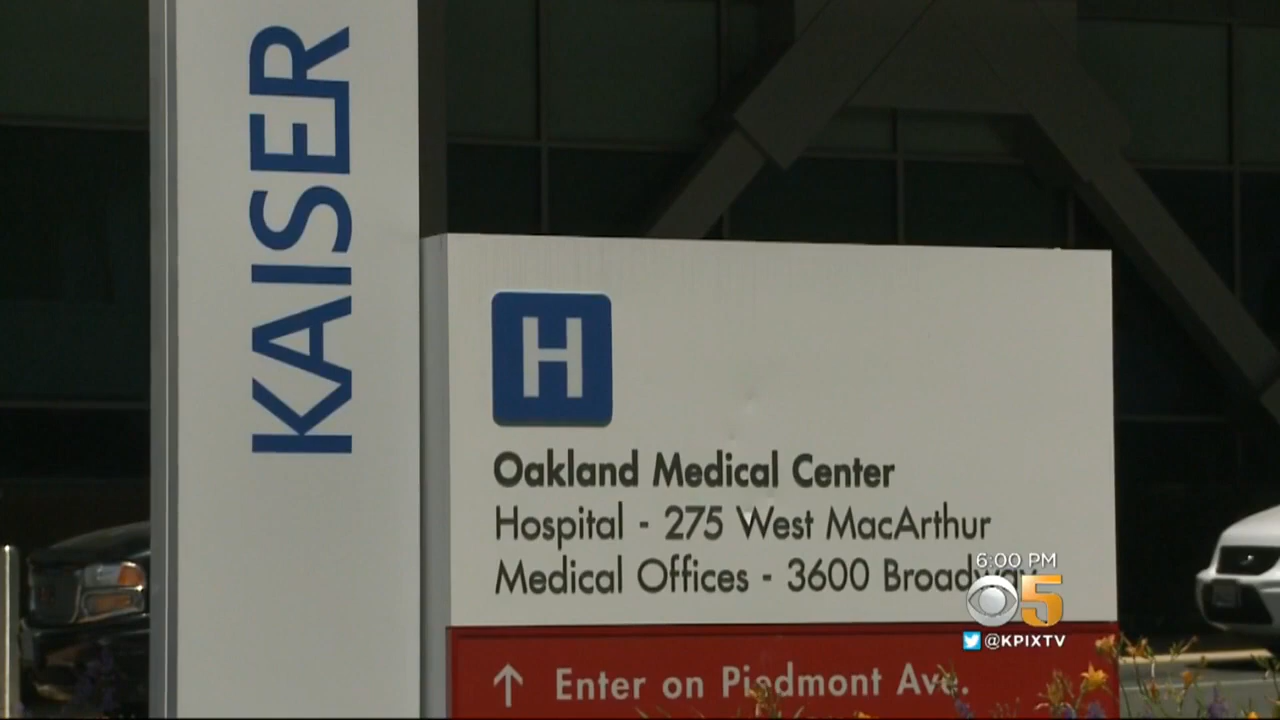 KAISER
H
Oakland Medical Center
Hospital - 275 West MacArthur
Medical Offices - 3600 Broadway
Enter on Piedmont Ave.
6:00 PM
5
@KPIXTV